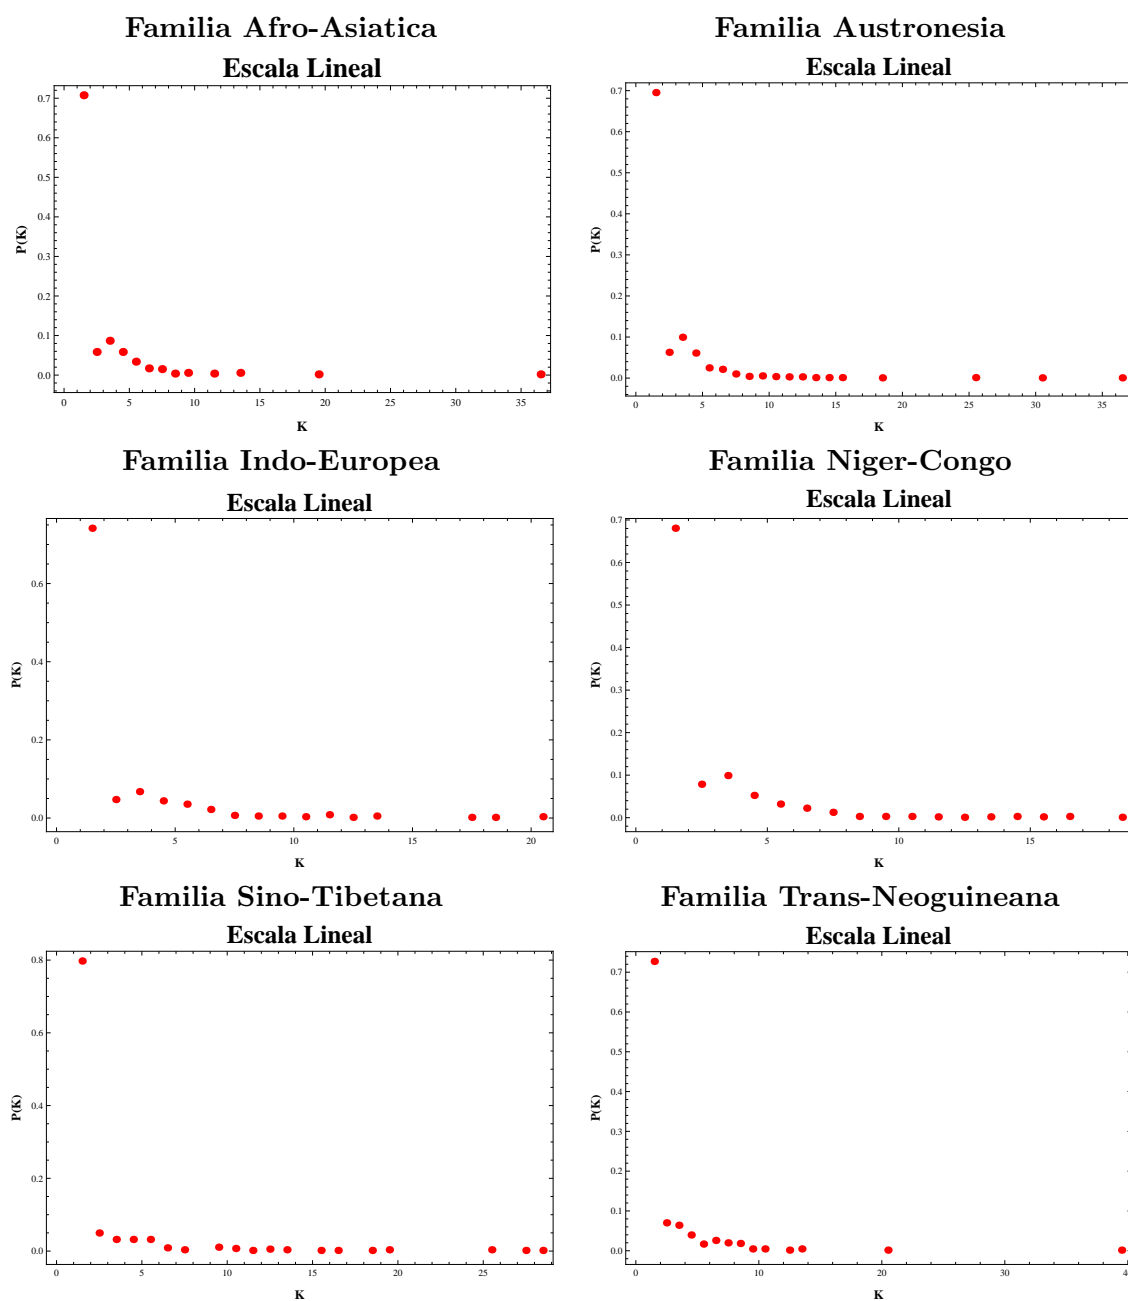 Familia Afro-Asiatica
Escala Lineal
0.7
0.6
0.5
0.4
0.3
0.2
0.1
0.0
P(K)
0 5 10 15 20 25 30 35
K
Familia Austronesia
Escala Lineal
0.7
0.6
0.5
0.4
0.3
0.2
0.1
0.0
P(K)
0 5 10 15 20 25 30 35
K
Familia Indo-Europea
Escala Lineal
0.6
0.4
0.2
0.0
P(K)
0 5 10 15 20
K
Familia Niger-Congo
Escala Lineal
0.7
0.6
0.5
0.4
0.3
0.2
0.1
0.0
P(K)
0 5 10 15
K
Familia Sino-Tibetana
Escala Lineal
0.8
0.6
0.4
0.2
0.0
P(K)
0 5 10 15 20 25
K
Familia Trans-Neoguineana
Escala Lineal
0.7
0.6
0.5
0.4
0.3
0.2
0.1
0.0
P(K)
0 10 20 30
K